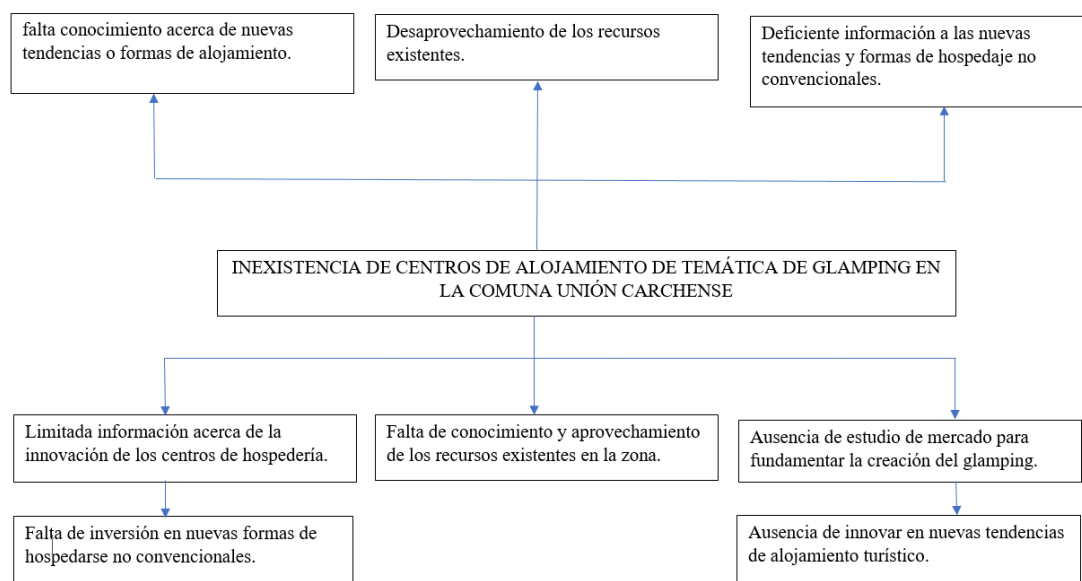 falta conocimiento acerca de nuevas
tendencias o formas de alojamiento.
Desaprovechamiento de los recursos
existentes.
Deficiente información a las nuevas
tendencias y formas de hospedaje no
convencionales.
INEXISTENCIA DE CENTROS DE ALOJAMIENTO DE TEMÁTICA DE GLAMPING EN
LA COMUNA UNIÓN CARCHENSE
Limitada información acerca de la
innovación de los centros de hospedería.
Falta de conocimiento y aprovechamiento
de los recursos existentes en la zona.
Ausencia de estudio de mercado para
fundamentar la creación del glamping.
Falta de inversión en nuevas formas de
hospedarse no convencionales.
Ausencia de innovar en nuevas tendencias
de alojamiento turístico.